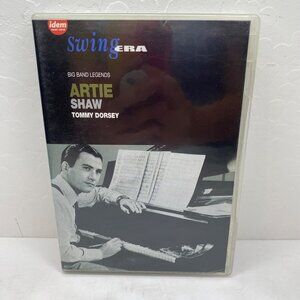 idem
swing ERA
BIG BAND LEGENDS
ARTIE
SHAW
TOMMY DORSEY